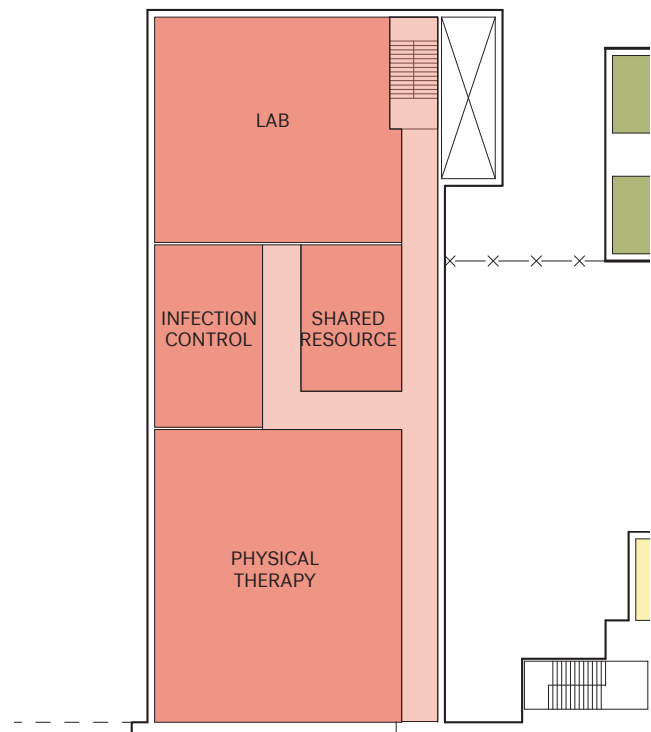 LAB
INFECTION
CONTROL
SHARED
RESOURCE
PHYSICAL
THERAPY